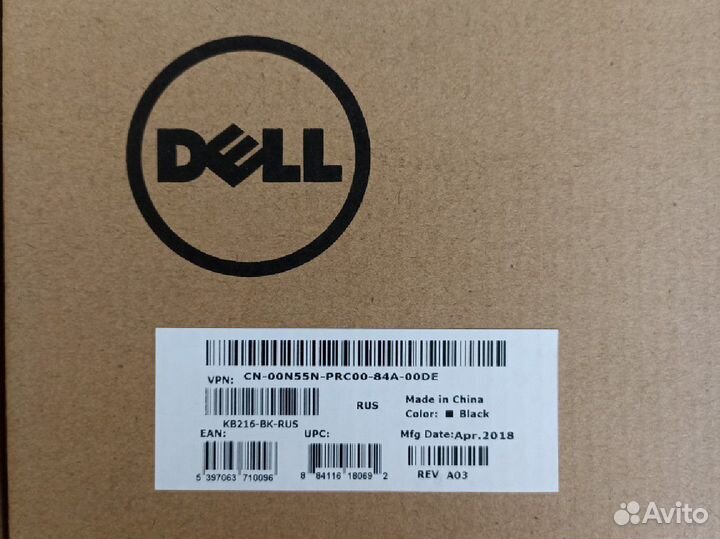 DELL
CN-00N55N-PRC00-84A-00DE
VPN:
KB216-BK-RUS
RUS
Made in China
Color: ■ Black
EAN:
UPC:
Mfg Date:Apr.2018
5 397063 710096
8 84116 18069 2
REV A03
Avito